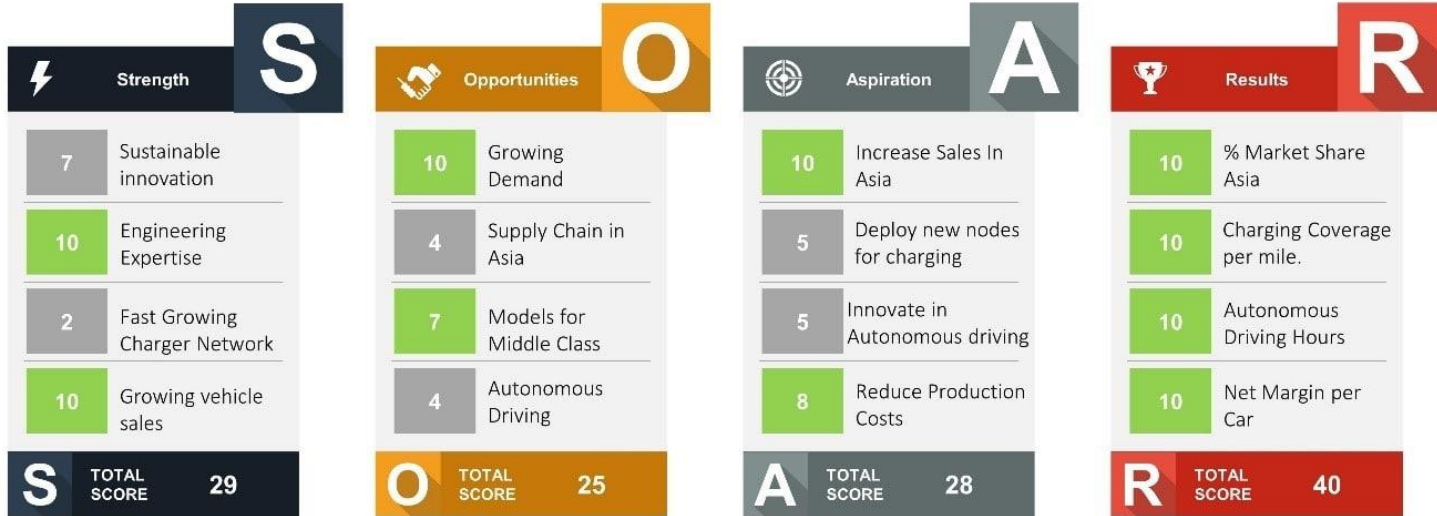 Strength
S
7
Sustainable
innovation
10
Engineering
Expertise
2
Fast Growing
Charger Network
10
Growing vehicle
sales
S
TOTAL
SCORE
29
Opportunities
O
10
Growing
Demand
4
Supply Chain in
Asia
7
Models for
Middle Class
4
Autonomous
Driving
O
TOTAL
SCORE
25
Aspiration
A
10
Increase Sales In
Asia
5
Deploy new nodes
for charging
5
Innovate in
Autonomous driving
8
Reduce Production
Costs
A
TOTAL
SCORE
28
Results
R
10
% Market Share
Asia
10
Charging Coverage
per mile.
10
Autonomous
Driving Hours
10
Net Margin per
Car
R
TOTAL
SCORE
40